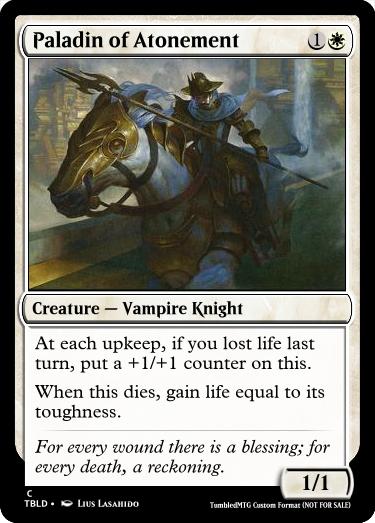 Paladin of Atonement 1
Creature — Vampire Knight
At each upkeep, if you lost life last
turn, put a +1/+1 counter on this.
When this dies, gain life equal to its
toughness.
For every wound there is a blessing; for
every death, a reckoning.
1/1
C
TBLD • Lius Lasahido
TumbledMTG Custom Format (NOT FOR SALE)